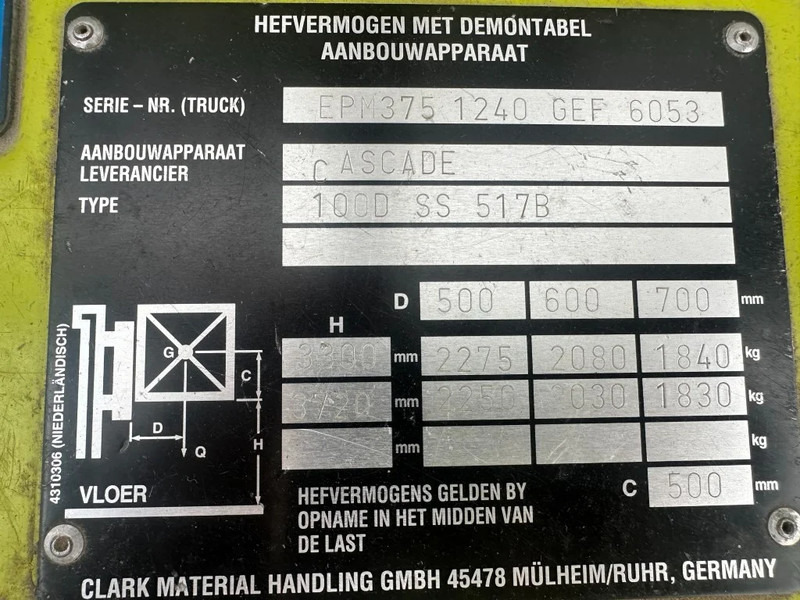 HEFVERMOGEN MET DEMONTABEL
AANBOUWAPPARAAT
SERIE – NR. (TRUCK) EPM375 1240 GEF 6053
AANBOUWAPPARAAT
LEVERANCIER CASCADE
TYPE 100D SS 517B
D 500 600 700 mm
H
3300 mm 2275 2080 1840 kg
mm 2250 2030 1830 kg
mm kg
G
C
D
H
Q
VLOER
4310306 (NIEDERLÄNDISCH)
C 500 mm
HEFVERMOGENS GELDEN BY
OPNAME IN HET MIDDEN VAN
DE LAST
CLARK MATERIAL HANDLING GMBH 45478 MÜLHEIM/RUHR, GERMANY